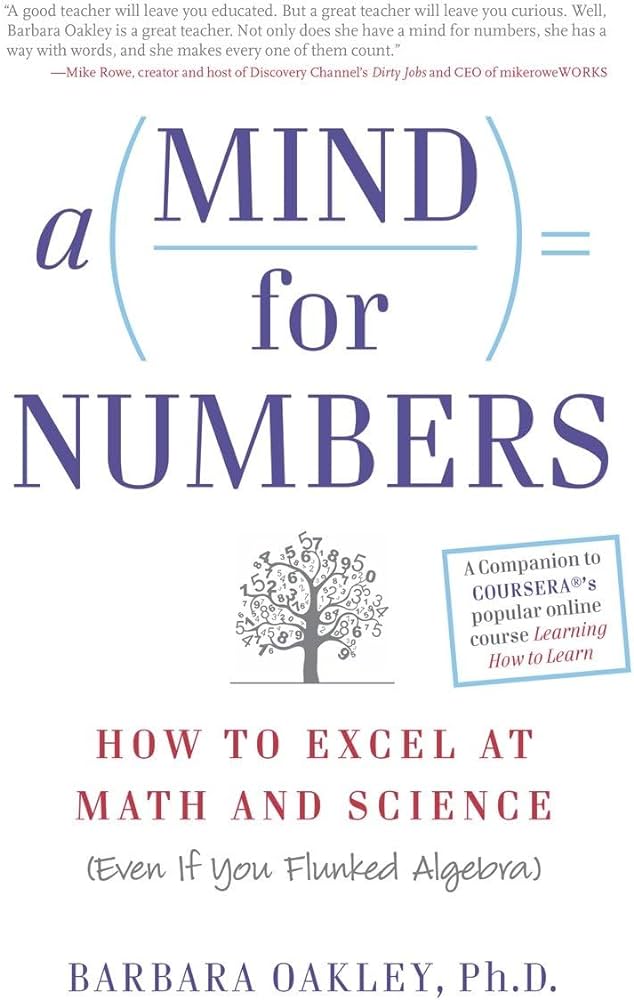 “A good teacher will leave you educated. But a great teacher will leave you curious. Well,
Barbara Oakley is a great teacher. Not only does she have a mind for numbers, she has a
way with words, and she makes every one of them count.”
—Mike Rowe, creator and host of Discovery Channel’s Dirty Jobs and CEO of mikeroweWORKS
a (MIND
for) =
NUMBERS
A Companion to
COURSERA®’s
popular online
course Learning
How to Learn
HOW TO EXCEL AT
MATH AND SCIENCE
(Even If You Flunked Algebra)
BARBARA OAKLEY, Ph.D.